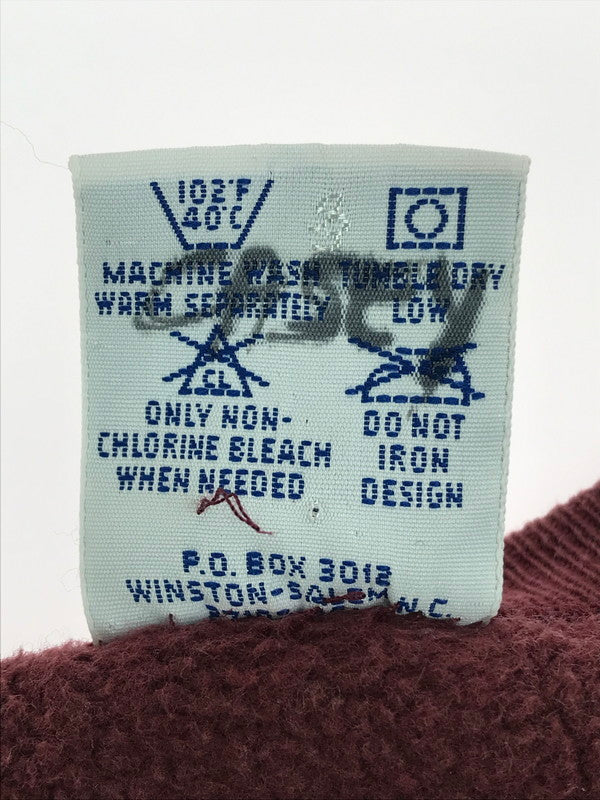 102°F
40°C
MACHINE WASH
WARM SEPARATELY
TUMBLE DRY
LOW
CASEY
CL
ONLY NON-
CHLORINE BLEACH
WHEN NEEDED
DO NOT
IRON
DESIGN
P.O. BOX 3012
WINSTON-SALEM N.C.